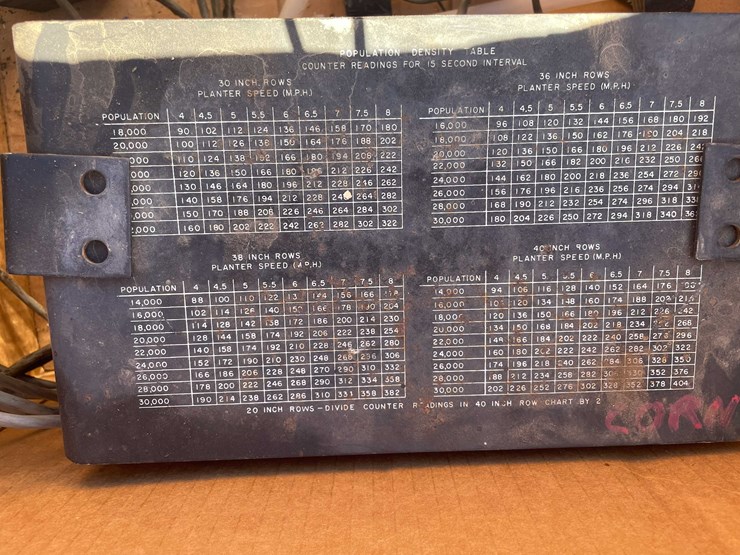 POPULATION DENSITY TABLE
COUNTER READINGS FOR 15 SECOND INTERVAL
30 INCH ROWS
PLANTER SPEED (M.P.H.)
POPULATION 4 4.5 5 5.5 6 6.5 7 7.5 8
18,000 90 102 112 124 136 146 158 170 180
20,000 100 112 126 138 150 164 176 188 202
000 110 124 138 152 166 180 194 208 222
000 120 136 150 166 180 196 212 226 242
,000 130 146 164 180 196 212 228 246 262
,000 140 158 176 194 212 228 246 264 282
,000 150 170 188 208 226 246 264 284 302
2,000 160 180 202 222 242 262 282 302 322
36 INCH ROWS
PLANTER SPEED (M.P.H.)
POPULATION 4 4.5 5 5.5 6 6.5 7 7.5 8
16,000 96 108 120 132 144 156 168 180 192
18,000 108 122 136 150 162 176 190 204 218
20,000 120 136 150 166 180 196 212 226 242
22,000 132 150 166 182 200 216 232 250 266
24,000 144 162 180 200 218 236 254 272 290
26,000 156 176 196 216 236 256 274 294
28,000 168 190 212 232 254 274 296 318
30,000 180 204 226 250 272 294 318 340
38 INCH ROWS
PLANTER SPEED (M.P.H.)
POPULATION 4 4.5 5 5.5 6 6.5 7 7.5 8
14,000 88 100 110 122 144 156 166
16,000 102 114 126 140 150 166 190 204
18,000 114 128 142 158 172 186 200 214 230
20,000 128 144 158 174 192 206 222 238 254
22,000 140 158 174 192 210 228 246 262 280
24,000 152 172 190 210 230 248 268 286 306
26,000 166 186 206 228 248 270 290 310 332
28,000 178 200 222 246 268 290 312 334 358
30,000 190 214 238 262 286 310 334 358 382
40 INCH ROWS
PLANTER SPEED (M.P.H)
POPULATION 4 4.5 5 5.5 6 6.5 7 7.5 8
14,000 94 106 116 128 140 152 164 176
16,000 120 134 148 160 174 188 202
18,000 120 136 150 166 180 196 212 226 242
20,000 134 150 168 184 202 218 234 268
22,000 184 202 222 240 258 296
24,000 160 180 202 222 242 262 282 302 322
26,000 174 196 218 240 262 284 306 326 350
28,000 188 212 234 258 282 330 352 376
30,000 202 226 252 276 302 328 352 378 404
20 INCH ROWS-DIVIDE COUNTER READINGS IN 40 INCH ROW CHART BY 2
CORN